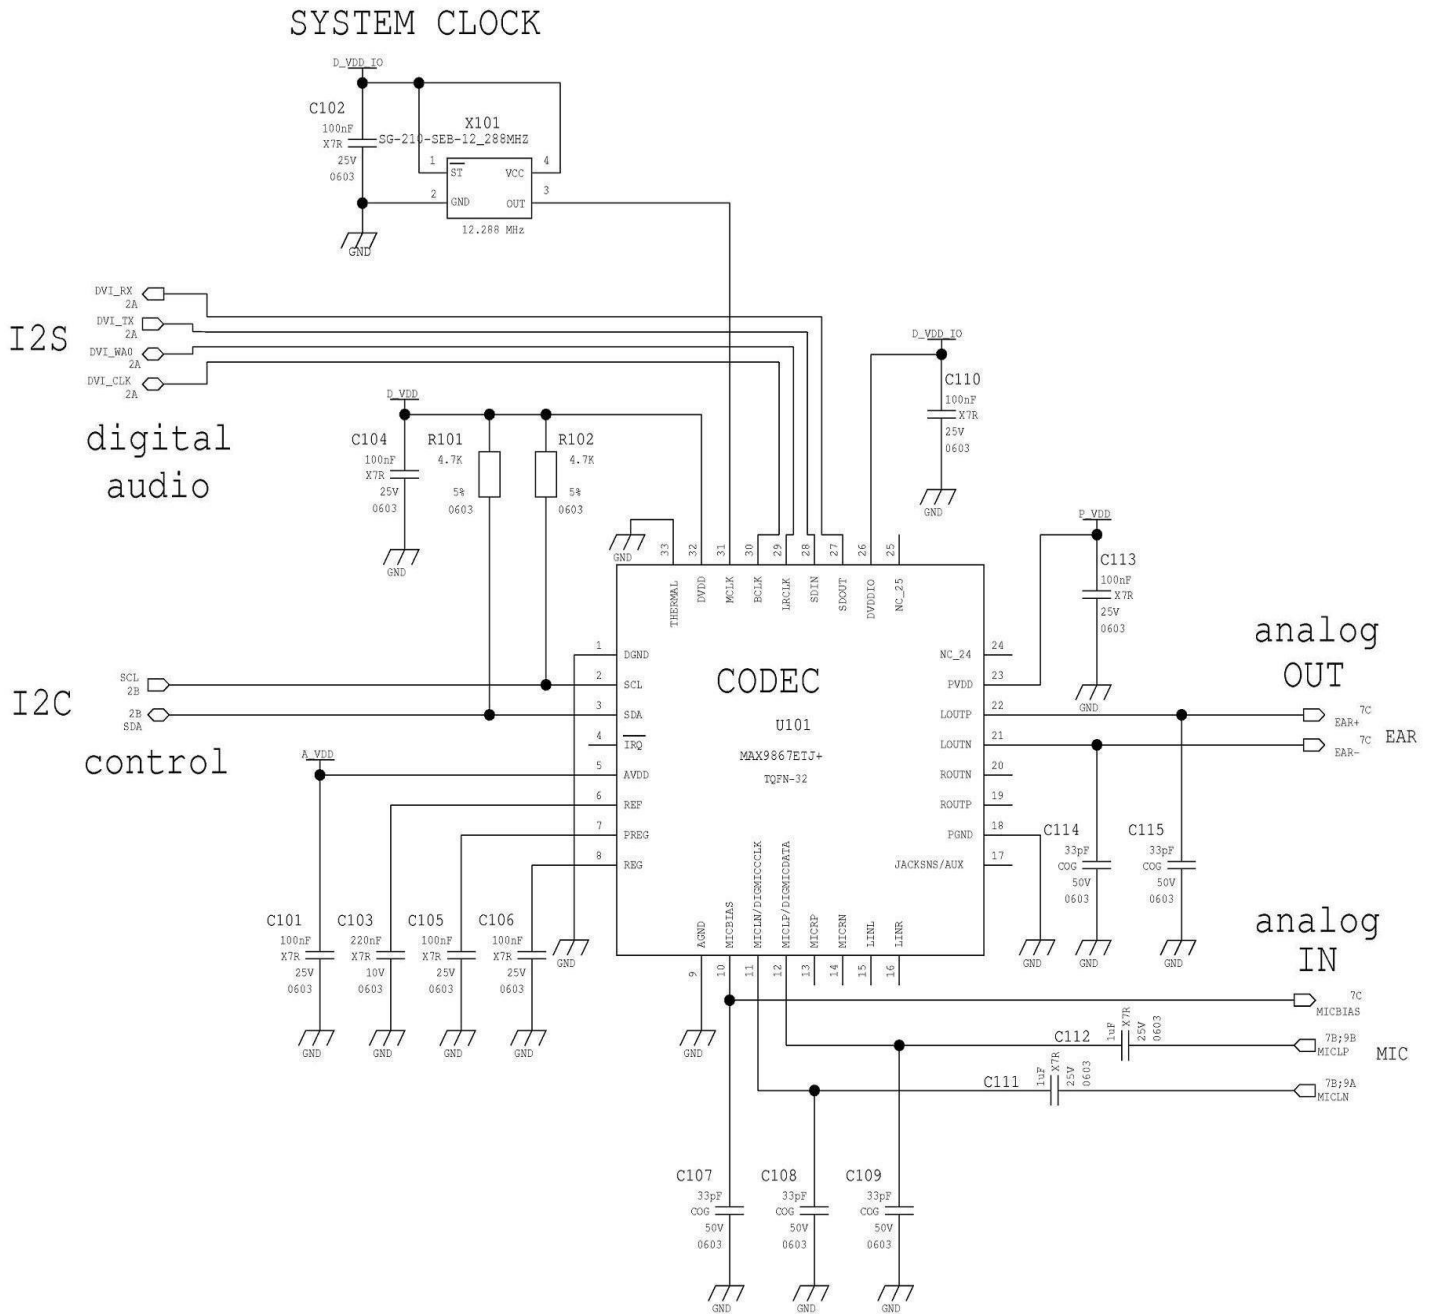 SYSTEM CLOCK
D_VDD_IO
C102
100nF
X7R
25V
0603
X101
SG-210-SEB-12_288MHZ
1
ST
VCC
4
2
GND
OUT
3
12.288 MHz
GND
I2S
DVI_RX
2A
DVI_TX
2A
DVI_WA0
2A
DVI_CLK
2A
digital
audio
D_VDD
C104
100nF
X7R
25V
0603
GND
R101
4.7K
5%
0603
R102
4.7K
5%
0603
D_VDD_IO
C110
100nF
X7R
25V
0603
GND
P_VDD
C113
100nF
X7R
25V
0603
GND
GND
33
32
31
30
29
28
27
26
25
THERMAL
DVDD
MCLK
BCLK
LRCLK
SDIN
SDOUT
DVDDIO
NC_25
CODEC
U101
MAX9867ETJ+
TQFN-32
1
DGND
2
SCL
3
SDA
4
IRQ
5
AVDD
6
REF
7
PREG
8
REG
NC_24
24
PVDD
23
LOUTP
22
LOUTN
21
ROUTN
20
ROUTP
19
PGND
18
JACKSNS/AUX
17
AGND
MICBIAS
MICLN/DIGMICCCLK
MICLP/DIGMICDATA
MICRP
MICRN
LINL
LINR
9
10
11
12
13
14
15
16
I2C
SCL
2B
2B
SDA
control
A_VDD
C101
100nF
X7R
25V
0603
GND
C103
220nF
X7R
10V
0603
GND
C105
100nF
X7R
25V
0603
GND
C106
100nF
X7R
25V
0603
GND
GND
GND
GND
analog
OUT
7C
EAR+
7C
EAR-
EAR
C114
33pF
COG
50V
0603
GND
C115
33pF
COG
50V
0603
GND
analog
IN
7C
MICBIAS
7B;9B
MICLP
7B;9A
MICLN
MIC
C112
1uF
X7R
25V
0603
C111
1uF
X7R
25V
0603
C107
33pF
COG
50V
0603
GND
C108
33pF
COG
50V
0603
GND
C109
33pF
COG
50V
0603
GND